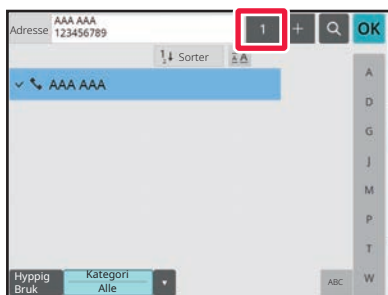 Adresse AAA AAA
123456789
1 + OK
Sorter
AAA AAA
A
D
G
J
M
P
T
W
Hyppig
Bruk
Kategori
Alle
ABC